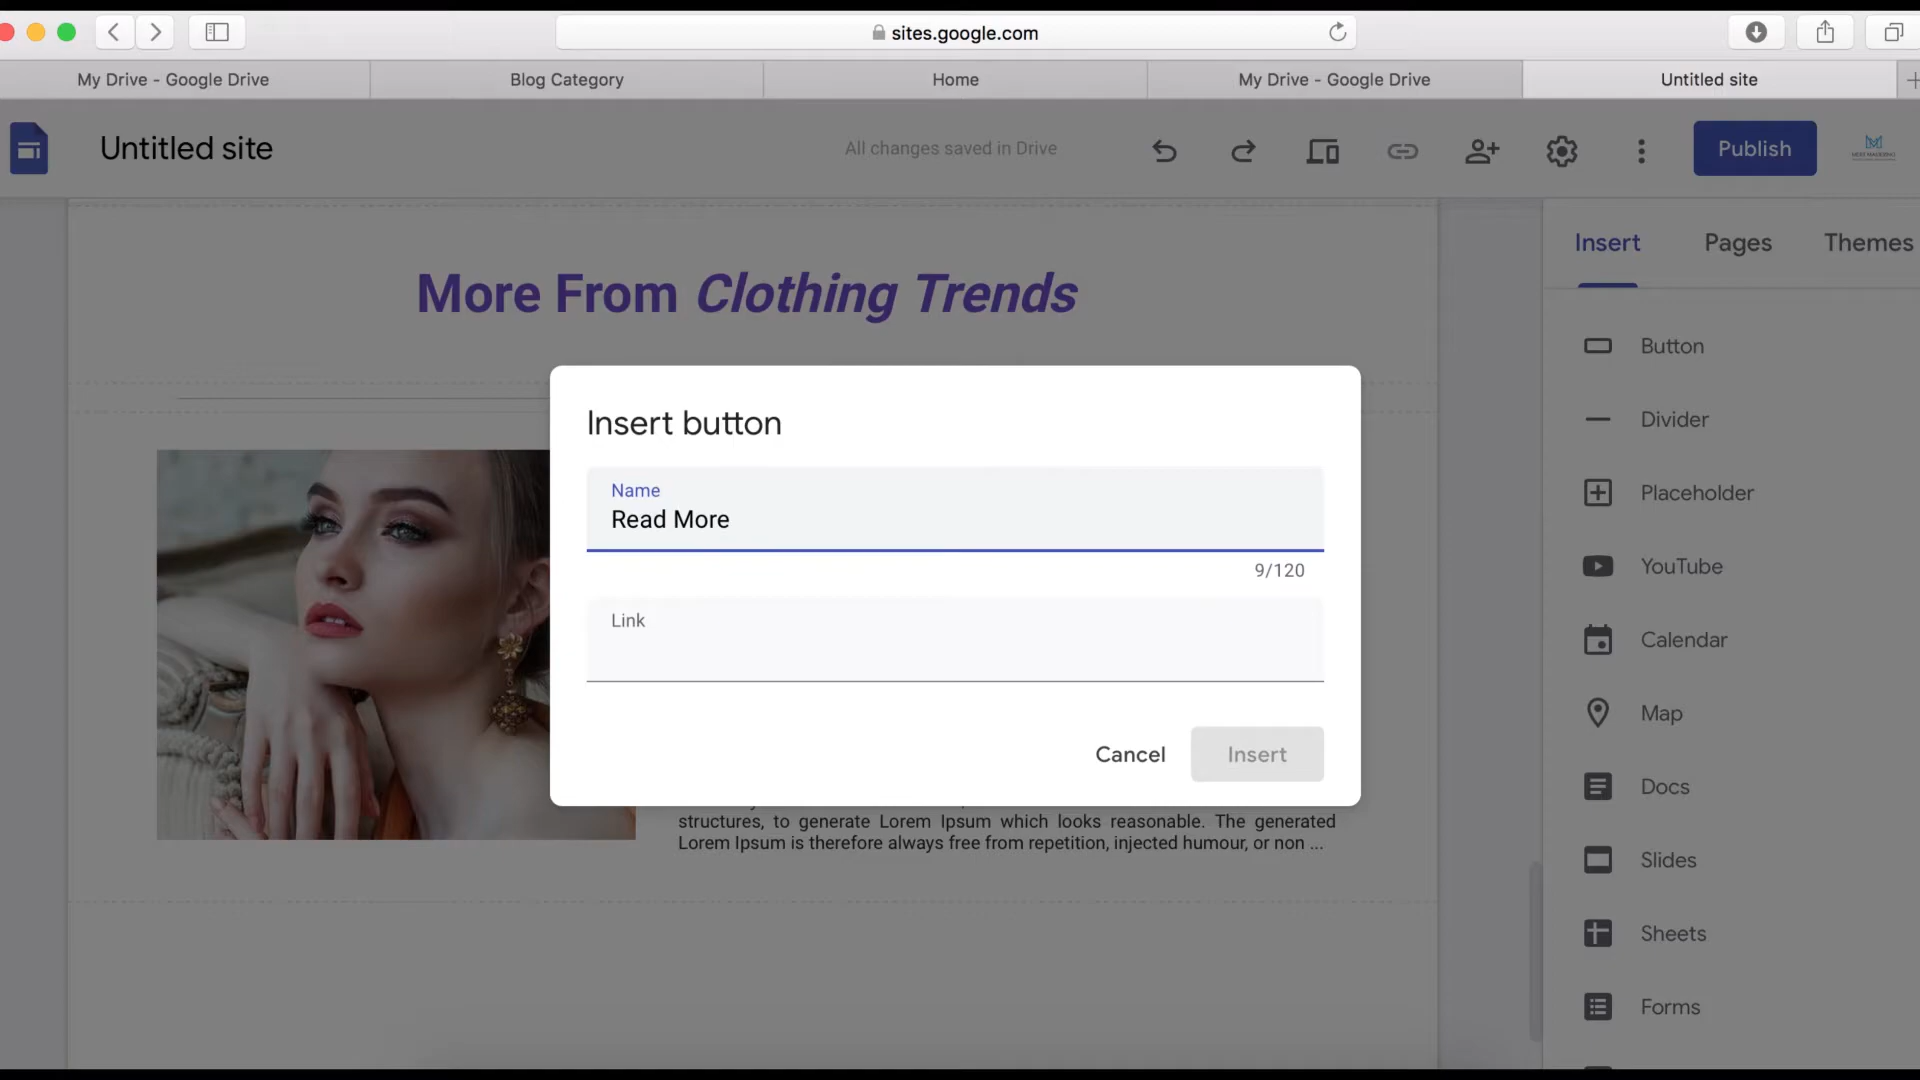 sites.google.com
My Drive - Google Drive
Blog Category
Home
My Drive - Google Drive
Untitled site
Untitled site
All changes saved in Drive
Publish
Insert
Pages
Themes
More From Clothing Trends
Button
Divider
Placeholder
YouTube
Calendar
Map
Docs
Slides
Sheets
Forms
Insert button
Name
Read More
9/120
Link
Cancel
Insert
structures, to generate Lorem Ipsum which looks reasonable. The generated
Lorem Ipsum is therefore always free from repetition, injected humour, or non ...